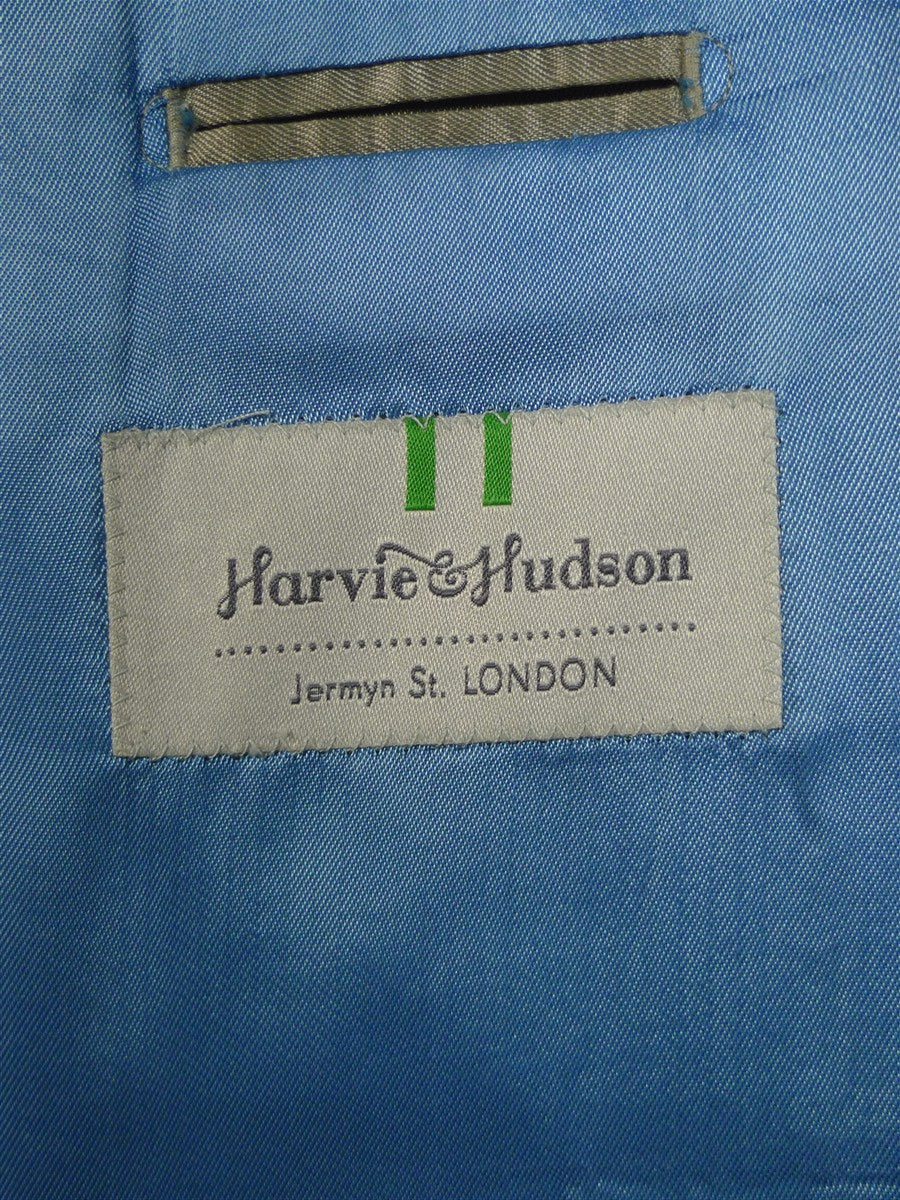 Harvie & Hudson
Jermyn St. LONDON